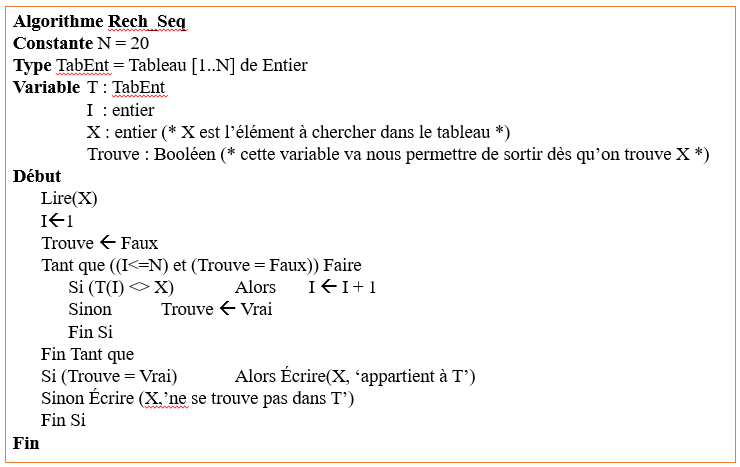 Algorithme Rech_Seq
Constante N = 20
Type TabEnt = Tableau [1..N] de Entier
Variable T : TabEnt
I : entier
X : entier (* X est l’élément à chercher dans le tableau *)
Trouve : Booléen (* cette variable va nous permettre de sortir dès qu’on trouve X *)
Début
Lire(X)
I🡨1
Trouve 🡨 Faux
Tant que ((I<=N) et (Trouve = Faux)) Faire
Si (T(I) <> X) Alors I 🡨 I + 1
Sinon Trouve 🡨 Vrai
Fin Si
Fin Tant que
Si (Trouve = Vrai) Alors Écrire(X, ‘appartient à T’)
Sinon Écrire (X,’ne se trouve pas dans T’)
Fin Si
Fin